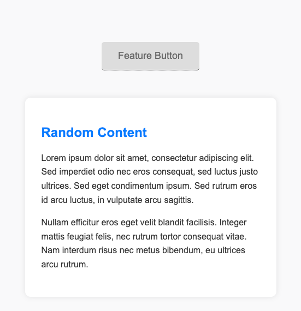 Feature Button
Random Content
Lorem ipsum dolor sit amet, consectetur adipiscing elit.
Sed imperdiet odio nec eros consequat, sed luctus justo
ultrices. Sed eget condimentum ipsum. Sed rutrum eros
id arcu luctus, in vulputate arcu sagittis.
Nullam efficitur eros eget velit blandit facilisis. Integer
mattis feugiat felis, nec rutrum tortor consequat vitae.
Nam interdum risus nec metus bibendum, eu ultrices
arcu rutrum.